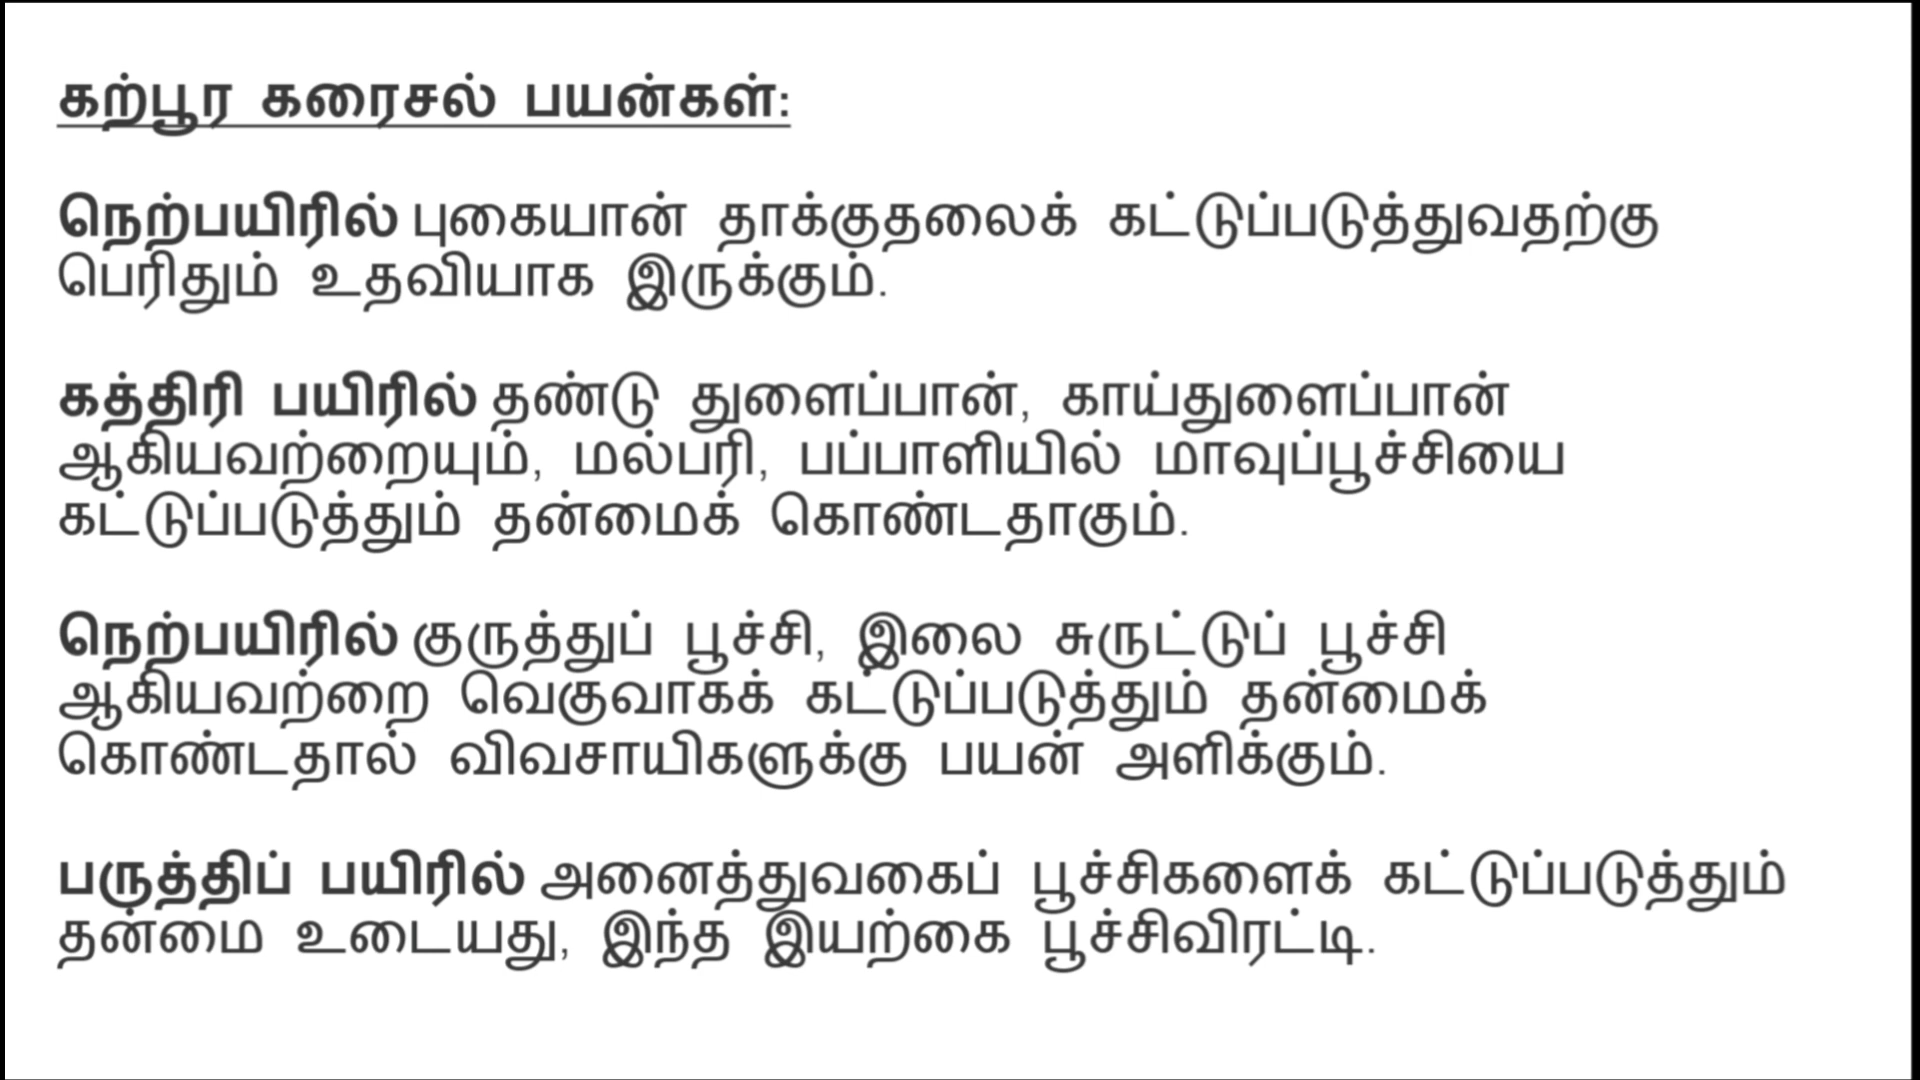 கற்பூர கரைசல் பயன்கள்:
நெற்பயிரில் புகையான் தாக்குதலைக் கட்டுப்படுத்துவதற்கு
பெரிதும் உதவியாக இருக்கும்.
கத்திரி பயிரில் தண்டு துளைப்பான், காய்துளைப்பான்
ஆகியவற்றையும், மல்பரி, பப்பாளியில் மாவுப்பூச்சியை
கட்டுப்படுத்தும் தன்மைக் கொண்டதாகும்.
நெற்பயிரில் குருத்துப் பூச்சி, இலை சுருட்டுப் பூச்சி
ஆகியவற்றை வெகுவாகக் கட்டுப்படுத்தும் தன்மைக்
கொண்டதால் விவசாயிகளுக்கு பயன் அளிக்கும்.
பருத்திப் பயிரில் அனைத்துவகைப் பூச்சிகளைக் கட்டுப்படுத்தும்
தன்மை உடையது, இந்த இயற்கை பூச்சிவிரட்டி.